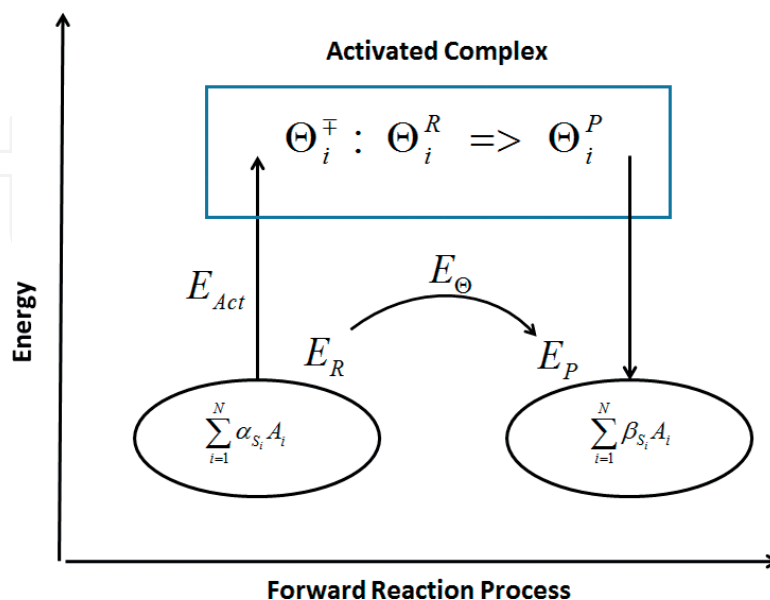 Activated Complex
Θ_i^∓ : Θ_i^R => Θ_i^P
E_Act
E_Θ
E_R
E_P
∑_{i=1}^{N} α_{S_i} A_i
∑_{i=1}^{N} β_{S_i} A_i
Energy
Forward Reaction Process